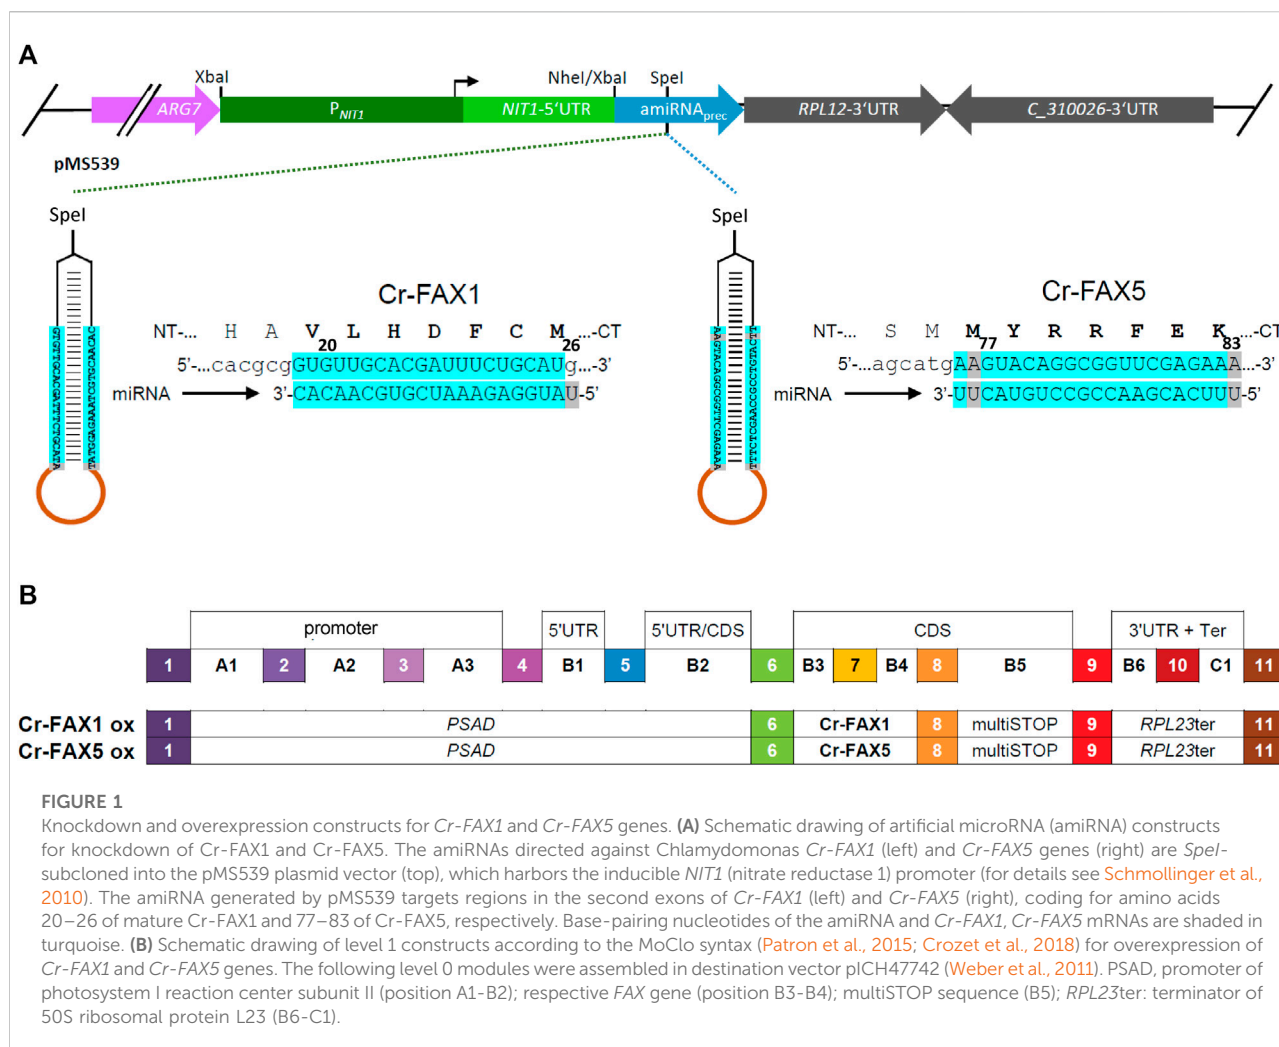 A
XbaI
NheI/XbaI SpeI
ARG7 PNIT1 NIT1-5‘UTR amiRNAprec RPL12-3‘UTR C_310026-3‘UTR
pMS539
SpeI
SpeI
Cr-FAX1
Cr-FAX5
NT-... H A V L H D F C M ...-CT
20 26
5'-...cacgcgGUGUUGCACGAUUUCUGCAUg...-3'
miRNA 3'-CACAACGUGCUAAAGAGGUAU-5'
NT-... S M M Y R R F E K ...-CT
77 83
5'-...agcatgAAGUACAGGCGGUUCGAGAAA...-3'
miRNA 3'-UUCAUGUCCGCCAAGCACUUU-5'
B
promoter 5'UTR 5'UTR/CDS CDS 3'UTR + Ter
1 A1 2 A2 3 A3 4 B1 5 B2 6 B3 7 B4 8 B5 9 B6 10 C1 11
Cr-FAX1 ox 1 PSAD 6 Cr-FAX1 8 multiSTOP 9 RPL23ter 11
Cr-FAX5 ox 1 PSAD 6 Cr-FAX5 8 multiSTOP 9 RPL23ter 11
FIGURE 1
Knockdown and overexpression constructs for Cr-FAX1 and Cr-FAX5 genes. (A) Schematic drawing of artificial microRNA (amiRNA) constructs
for knockdown of Cr-FAX1 and Cr-FAX5. The amiRNAs directed against Chlamydomonas Cr-FAX1 (left) and Cr-FAX5 genes (right) are SpeI-
subcloned into the pMS539 plasmid vector (top), which harbors the inducible NIT1 (nitrate reductase 1) promoter (for details see Schmollinger et al.,
2010). The amiRNA generated by pMS539 targets regions in the second exons of Cr-FAX1 (left) and Cr-FAX5 (right), coding for amino acids
20–26 of mature Cr-FAX1 and 77–83 of Cr-FAX5, respectively. Base-pairing nucleotides of the amiRNA and Cr-FAX1, Cr-FAX5 mRNAs are shaded in
turquoise. (B) Schematic drawing of level 1 constructs according to the MoClo syntax (Patron et al., 2015; Crozet et al., 2018) for overexpression of
Cr-FAX1 and Cr-FAX5 genes. The following level 0 modules were assembled in destination vector pICH47742 (Weber et al., 2011). PSAD, promoter of
photosystem I reaction center subunit II (position A1-B2); respective FAX gene (position B3-B4); multiSTOP sequence (B5); RPL23ter: terminator of
50S ribosomal protein L23 (B6-C1).